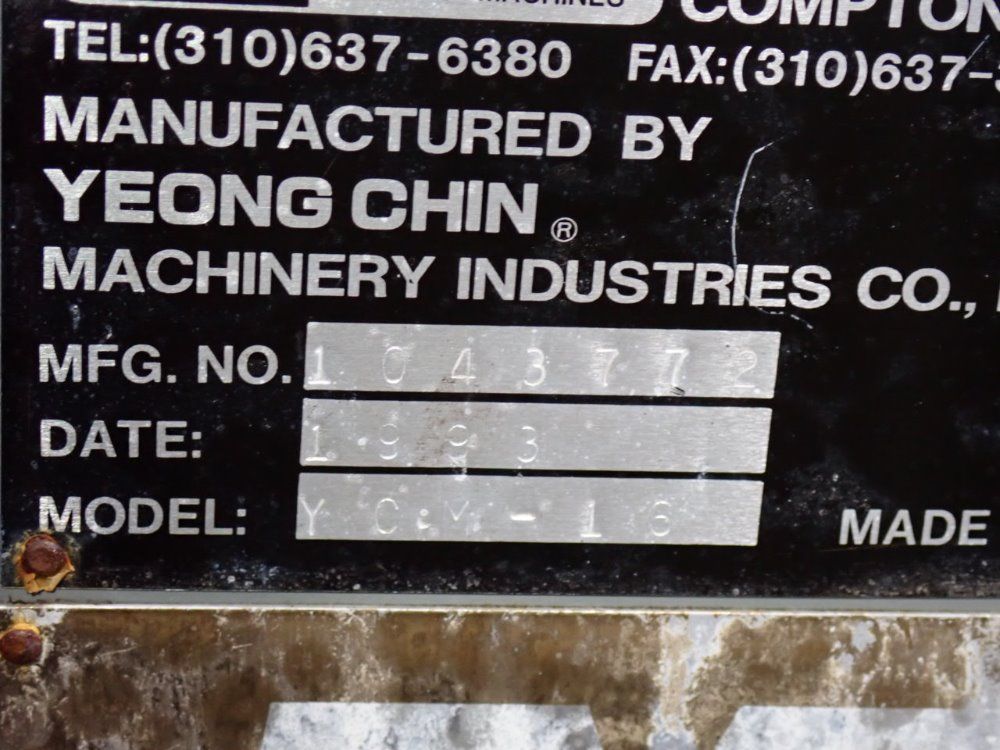 MACHINES
COMPTON
TEL:(310)637-6380 FAX:(310)637-
MANUFACTURED BY
YEONG CHIN ®
MACHINERY INDUSTRIES CO.,
MFG. NO. 1043772
DATE: 1993
MODEL: YCM-16
MADE